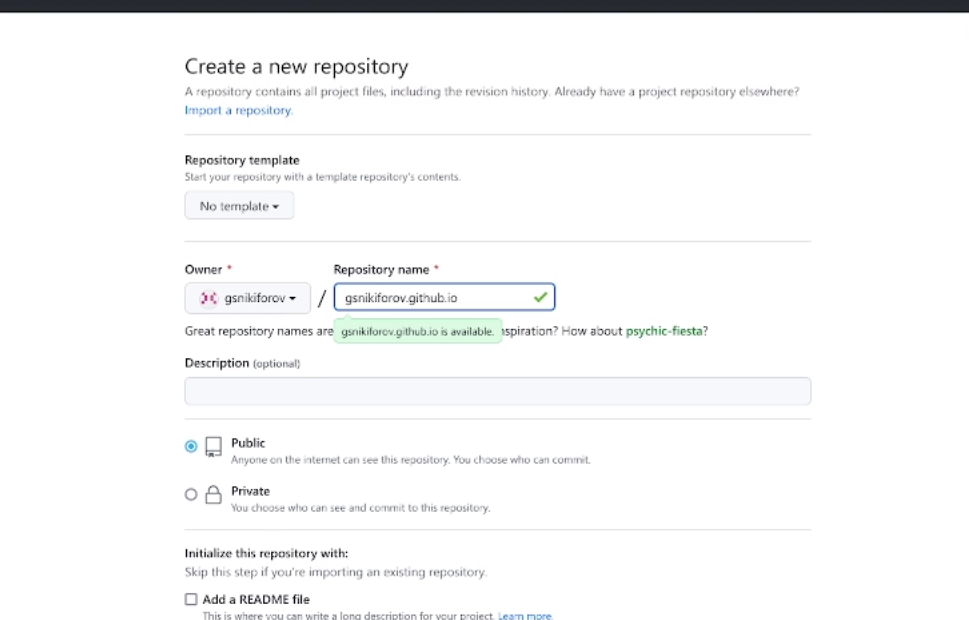 Create a new repository
A repository contains all project files, including the revision history. Already have a project repository elsewhere?
Import a repository.
Repository template
Start your repository with a template repository's contents.
No template
Owner *
Repository name *
gsnikiforov / gsnikiforov.github.io
Great repository names are gsnikiforov.github.io is available. nspiration? How about psychic-fiesta?
Description (optional)
Public
Anyone on the internet can see this repository. You choose who can commit.
Private
You choose who can see and commit to this repository.
Initialize this repository with:
Skip this step if you're importing an existing repository.
Add a README file
This is where you can write a long description for your project. Learn more.